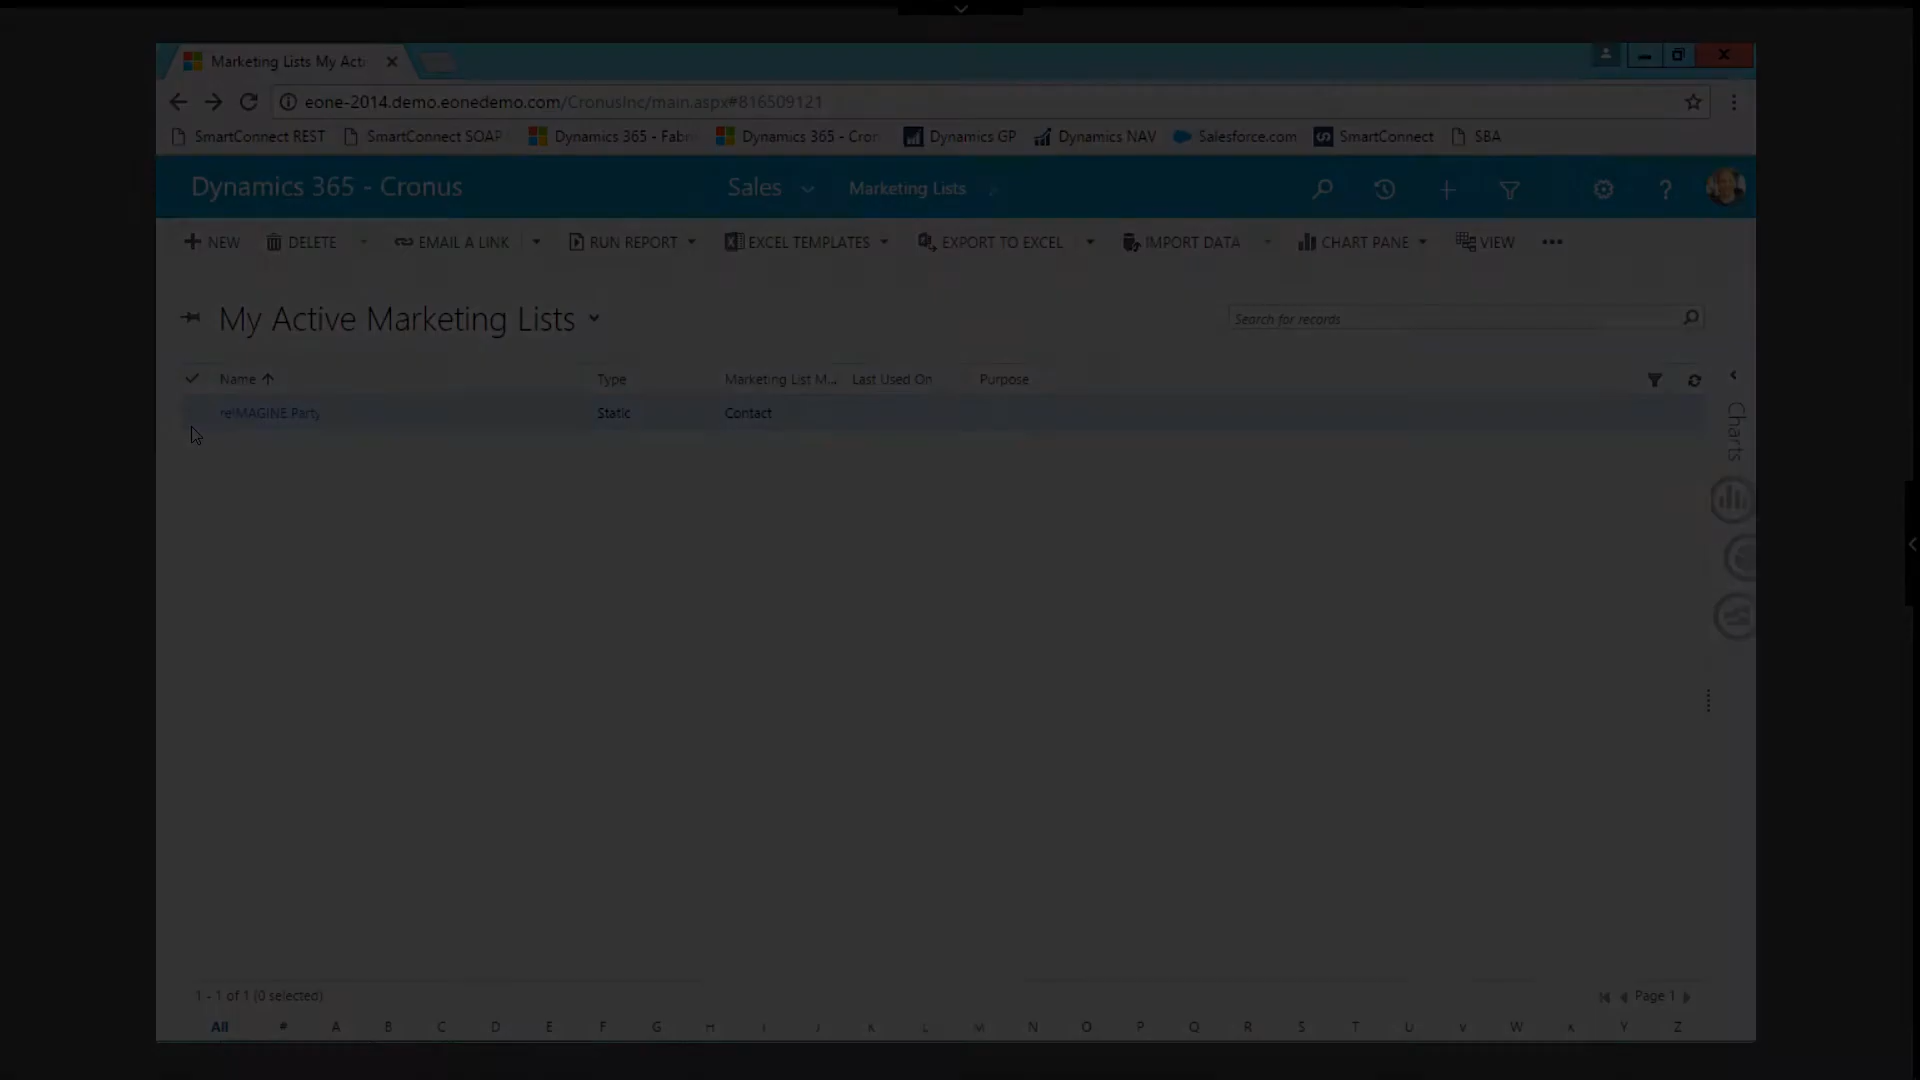 Marketing Lists My Acti
eone-2014.demo.eonedemo.com/CronusInc/main.aspx#816509121
SmartConnect REST SmartConnect SOAP Dynamics 365 - Fabri Dynamics 365 - Cron Dynamics GP Dynamics NAV Salesforce.com SmartConnect SBA
Dynamics 365 - Cronus Sales Marketing Lists
NEW DELETE EMAIL A LINK RUN REPORT EXCEL TEMPLATES EXPORT TO EXCEL IMPORT DATA CHART PANE VIEW
My Active Marketing Lists
Search for records
Name Type Marketing List M... Last Used On Purpose
reIMAGINE Party Static Contact
Charts
1 - 1 of 1 (0 selected) Page 1
All # A B C D E F G H I J K L M N O P Q R S T U V W X Y Z